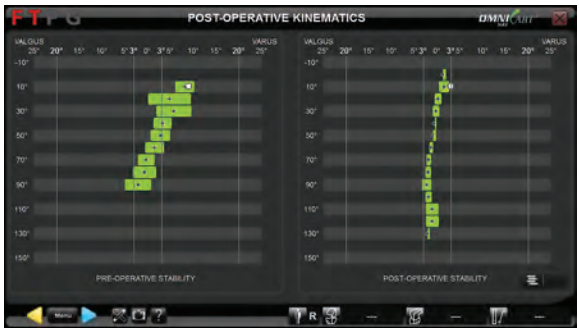 FTPG POST-OPERATIVE KINEMATICS OMNI
VALGUS VARUS
25° 20° 15° 10° 5°3° 0° 3°5° 10° 15° 20° 25°
-10°
10°
30°
50°
70°
90°
110°
130°
150°
PRE-OPERATIVE STABILITY
VALGUS VARUS
25° 20° 15° 10° 5°3° 0° 3°5° 10° 15° 20° 25°
-10°
10°
30°
50°
70°
90°
110°
130°
150°
POST-OPERATIVE STABILITY
Menu ? R — — —